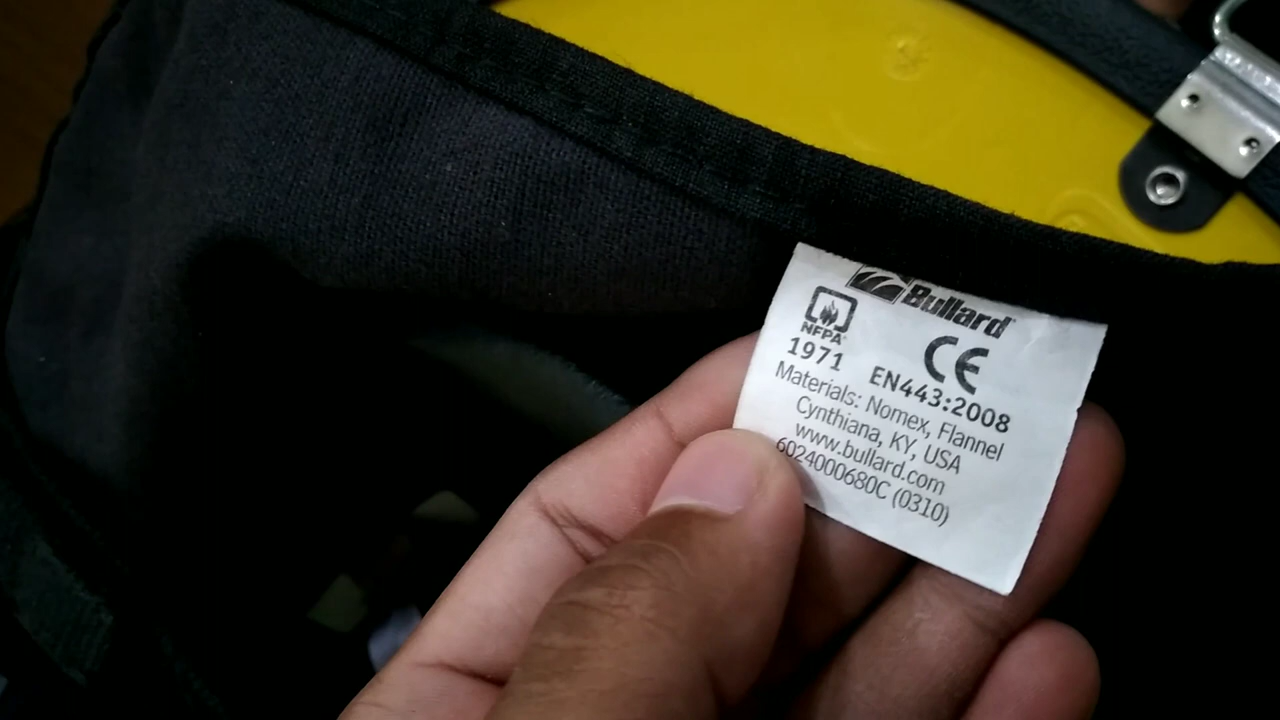 Bullard
NFPA
1971
CE
EN443:2008
Materials: Nomex, Flannel
Cynthiana, KY, USA
www.bullard.com
6024000680C (0310)